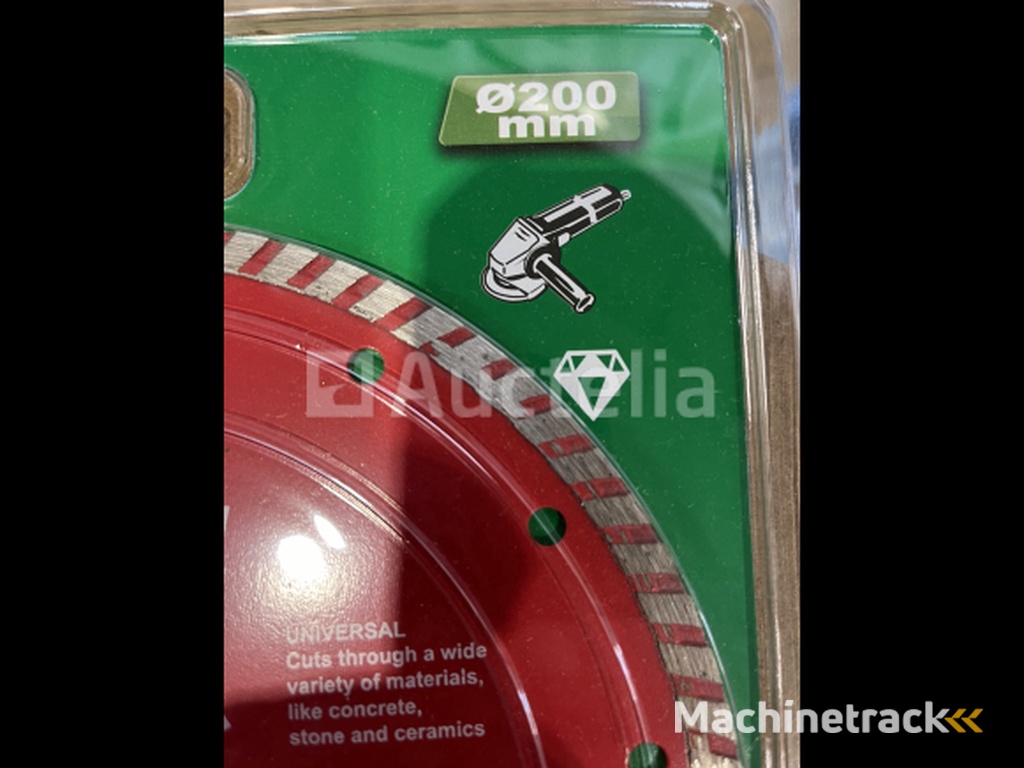 Ø200
mm
Auctelia
UNIVERSAL
Cuts through a wide
variety of materials,
like concrete,
stone and ceramics
Machinetrack